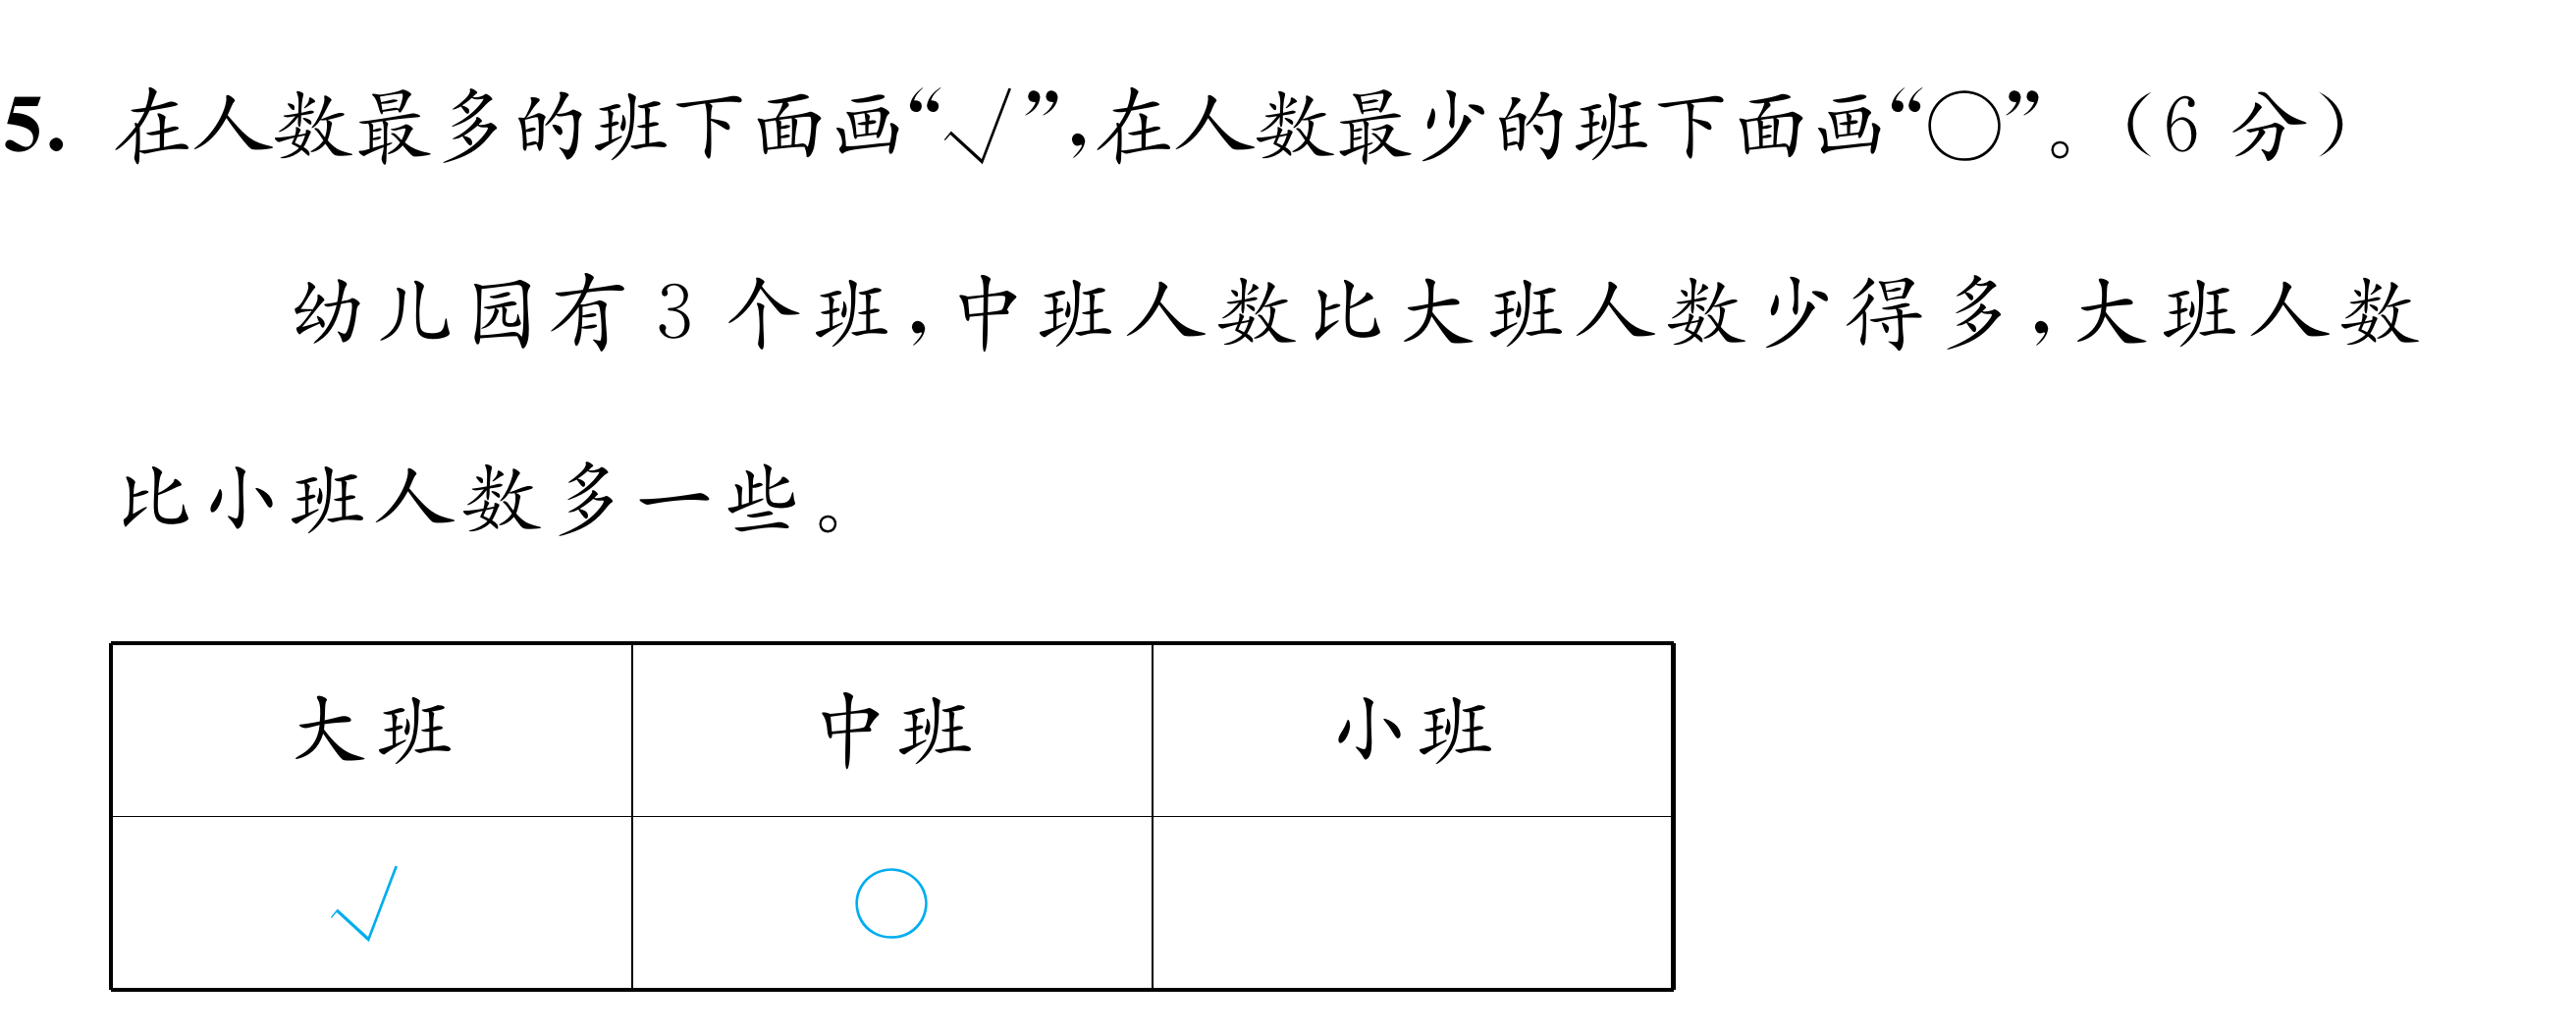 5. 在人数最多的班下面画“√”,在人数最少的班下面画“○”。(6 分)
幼儿园有 3 个班,中班人数比大班人数少得多,大班人数
比小班人数多一些。
大班 中班 小班
√ ○